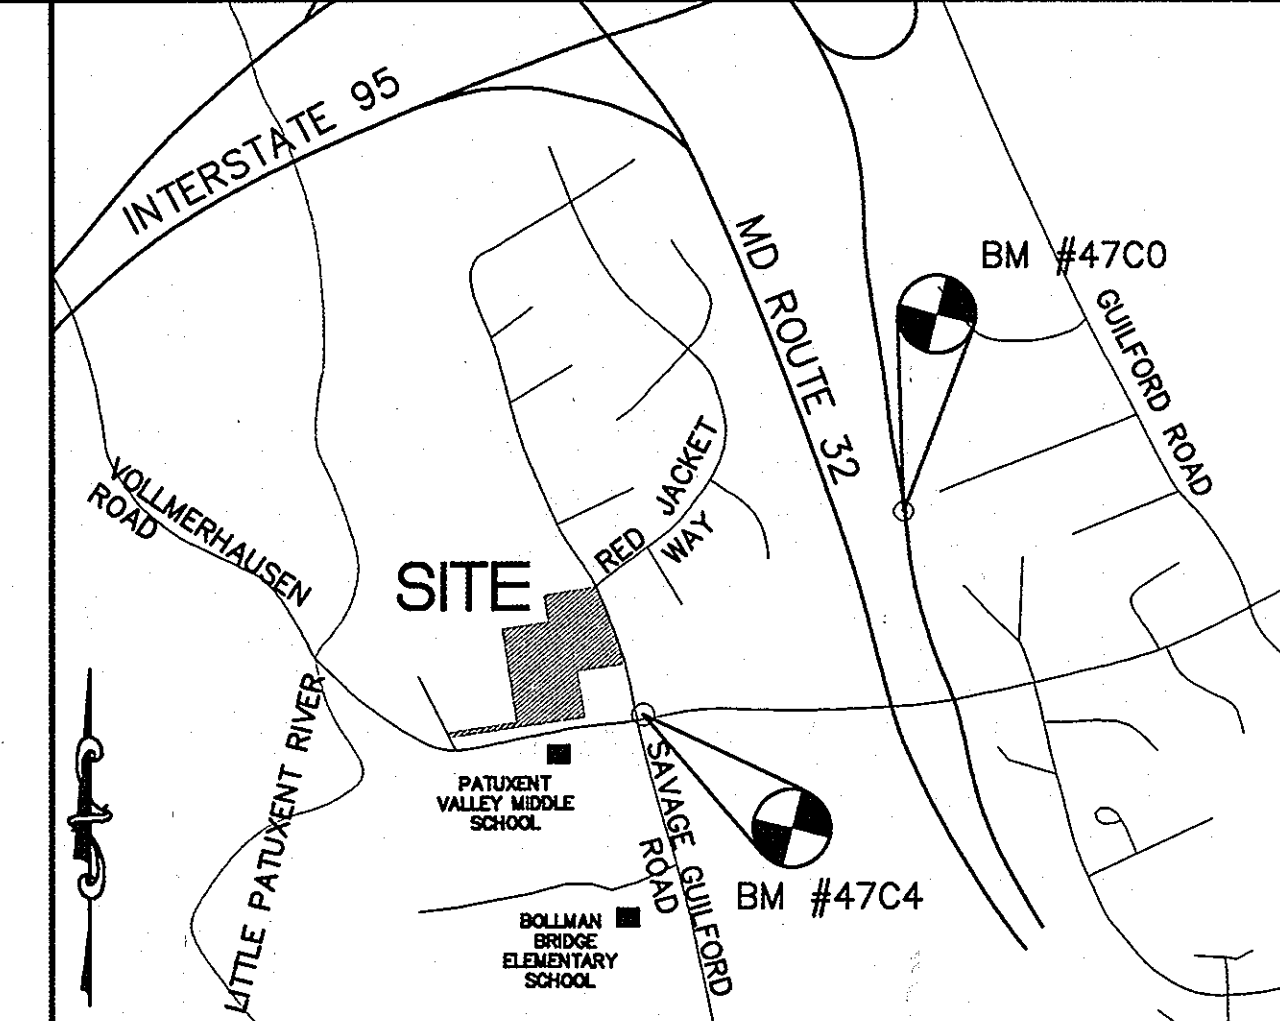 INTERSTATE 95
MD ROUTE 32
BM #47C0
GUILFORD ROAD
VOLLMERHAUSEN
ROAD
RED JACKET
WAY
SITE
LITTLE PATUXENT RIVER
PATUXENT
VALLEY MIDDLE
SCHOOL
SAVAGE GUILFORD
ROAD
BM #47C4
BOLLMAN
BRIDGE
ELEMENTARY
SCHOOL